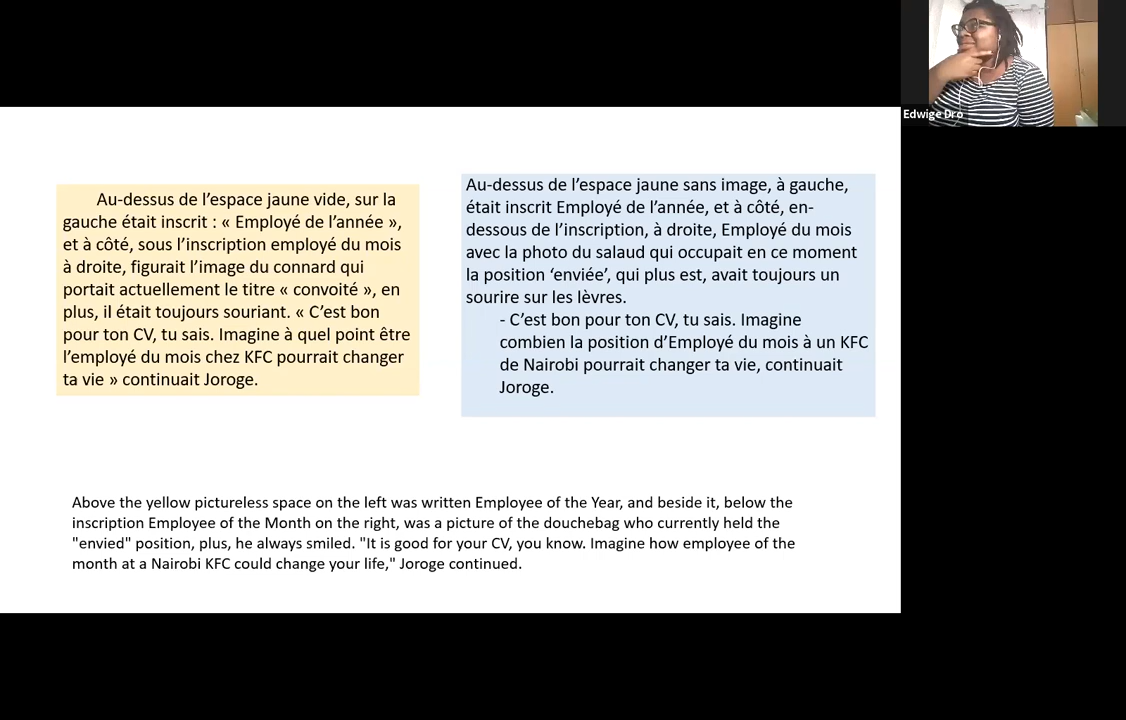 Edwige Dro
Au-dessus de l’espace jaune vide, sur la
gauche était inscrit : « Employé de l’année »,
et à côté, sous l’inscription employé du mois
à droite, figurait l’image du connard qui
portait actuellement le titre « convoité », en
plus, il était toujours souriant. « C’est bon
pour ton CV, tu sais. Imagine à quel point être
l’employé du mois chez KFC pourrait changer
ta vie » continuait Joroge.
Au-dessus de l’espace jaune sans image, à gauche,
était inscrit Employé de l’année, et à côté, en-
dessous de l’inscription, à droite, Employé du mois
avec la photo du salaud qui occupait en ce moment
la position ‘enviée’, qui plus est, avait toujours un
sourire sur les lèvres.
- C’est bon pour ton CV, tu sais. Imagine
combien la position d’Employé du mois à un KFC
de Nairobi pourrait changer ta vie, continuait
Joroge.
Above the yellow pictureless space on the left was written Employee of the Year, and beside it, below the
inscription Employee of the Month on the right, was a picture of the douchebag who currently held the
"envied" position, plus, he always smiled. "It is good for your CV, you know. Imagine how employee of the
month at a Nairobi KFC could change your life," Joroge continued.